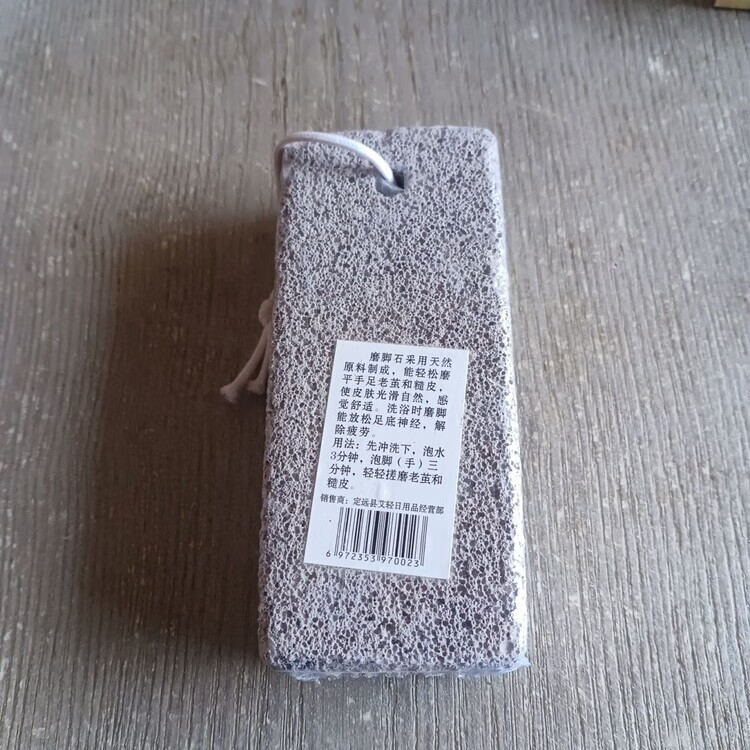 磨脚石采用天然
原料制成，能轻松磨
平手足老茧和糙皮，
使皮肤光滑自然，感
觉舒适。洗浴时磨脚
能放松足底神经，解
除疲劳。
用法：先冲洗下，泡水
3分钟，泡脚（手）三
分钟，轻轻搓磨老茧和
糙皮。
销售商：定远县艾轻日用品经营部
6 972353 970023